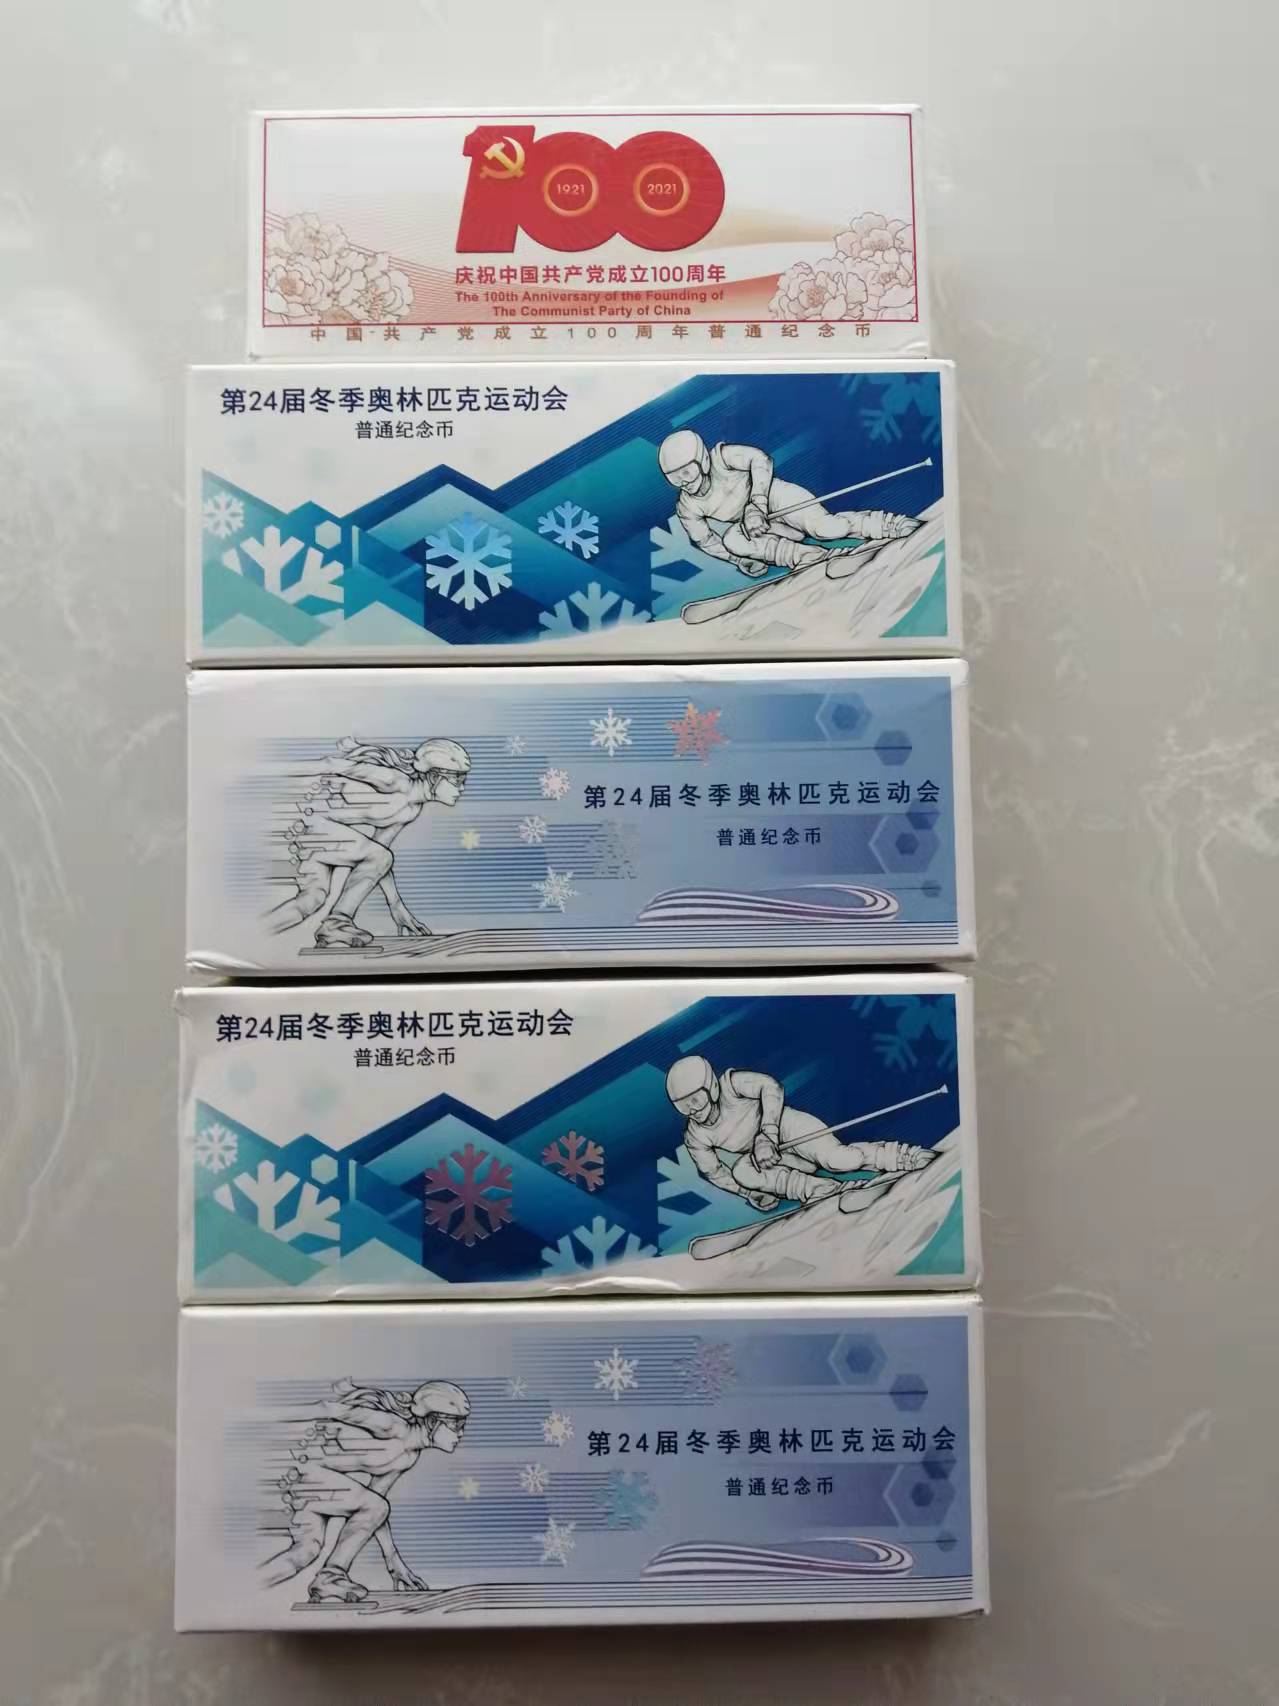 100
1921
2021
庆祝中国共产党成立100周年
The 100th Anniversary of the Founding of
The Communist Party of China
中国共产党成立100周年普通纪念币
第24届冬季奥林匹克运动会
普通纪念币
第24届冬季奥林匹克运动会
普通纪念币
第24届冬季奥林匹克运动会
普通纪念币
第24届冬季奥林匹克运动会
普通纪念币